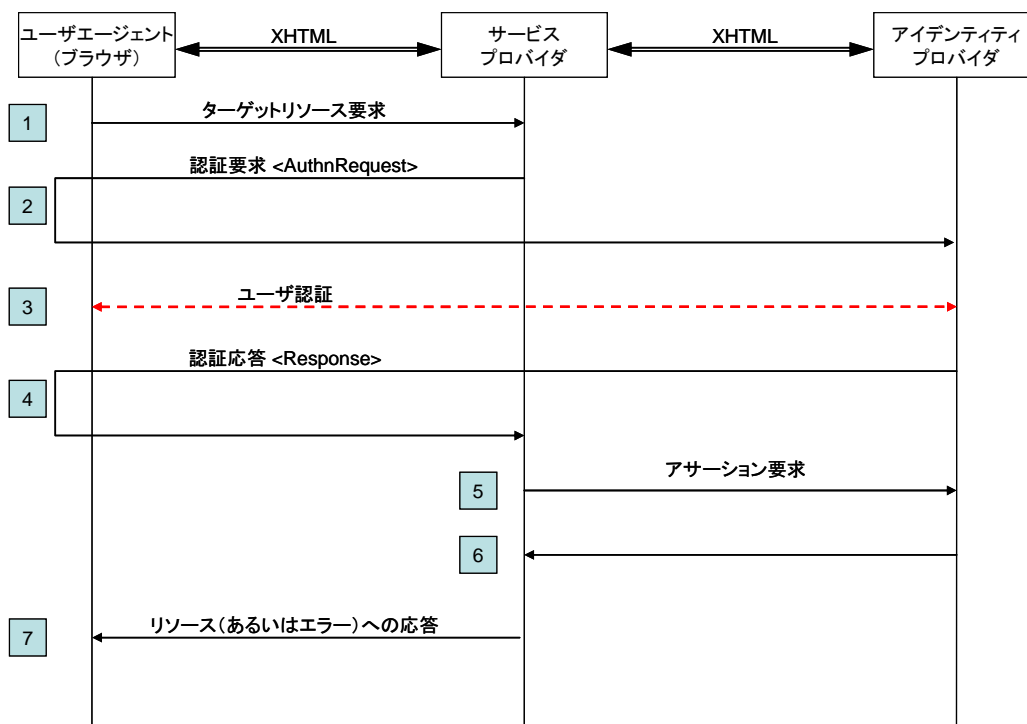 ユーザエージェント
(ブラウザ)
XHTML
サービス
プロバイダ
XHTML
アイデンティティ
プロバイダ
1
ターゲットリソース要求
認証要求 <AuthnRequest>
2
3
ユーザ認証
認証応答 <Response>
4
アサーション要求
5
6
7
リソース(あるいはエラー)への応答